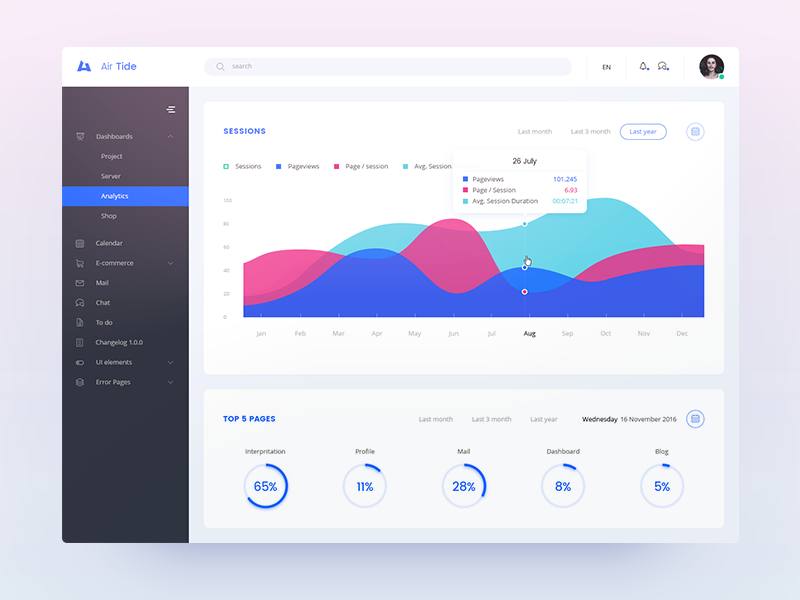 Air Tide
search
EN
Dashboards
Project
Server
Analytics
Shop
Calendar
E-commerce
Mail
Chat
To do
Changelog 1.0.0
UI elements
Error Pages
SESSIONS
Last month
Last 3 month
Last year
Sessions
Pageviews
Page / session
Avg. Session
26 July
Pageviews 101.245
Page / Session 6.93
Avg. Session Duration 00:07:21
100
80
60
40
20
0
Jan Feb Mar Apr May Jun Jul Aug Sep Oct Nov Dec
TOP 5 PAGES
Last month
Last 3 month
Last year
Wednesday 16 November 2016
Interpritation Profile Mail Dashboard Blog
65% 11% 28% 8% 5%